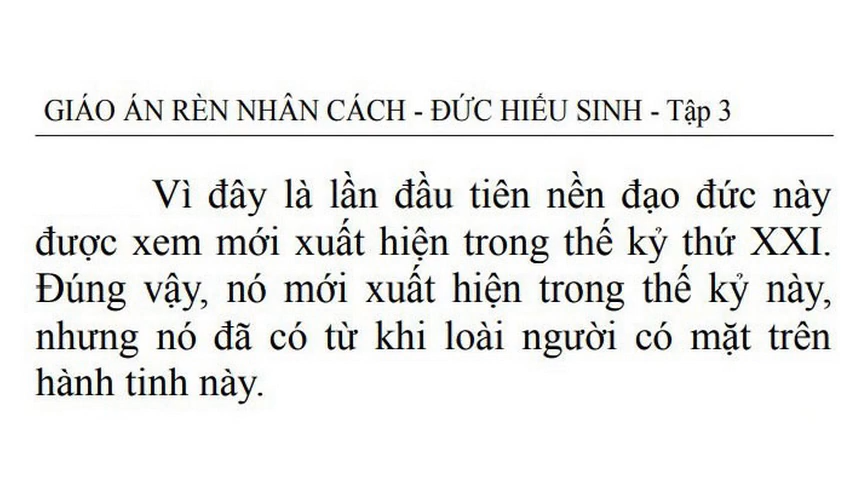 GIÁO ÁN RÈN NHÂN CÁCH - ĐỨC HIẾU SINH - Tập 3
Vì đây là lần đầu tiên nền đạo đức này
được xem mới xuất hiện trong thế kỷ thứ XXI.
Đúng vậy, nó mới xuất hiện trong thế kỷ này,
nhưng nó đã có từ khi loài người có mặt trên
hành tinh này.